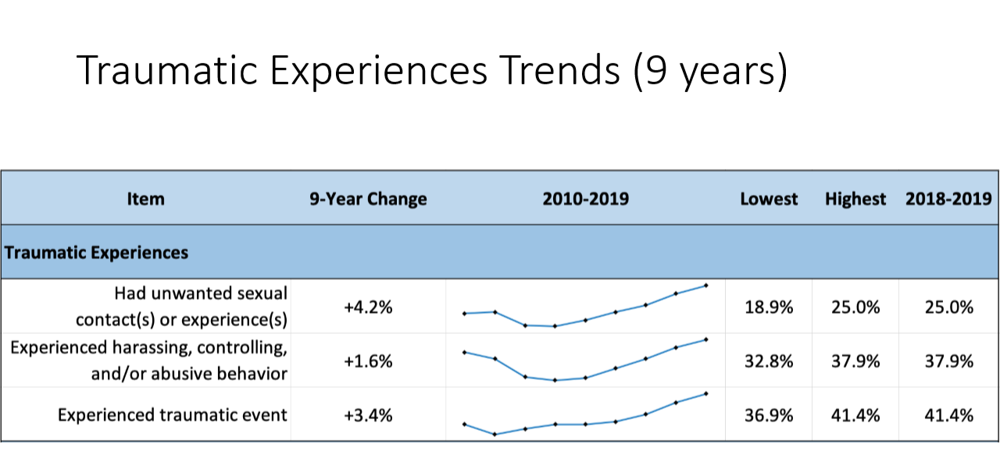 Traumatic Experiences Trends (9 years)
Item 9-Year Change 2010-2019 Lowest Highest 2018-2019
Traumatic Experiences
Had unwanted sexual
contact(s) or experience(s) +4.2% 18.9% 25.0% 25.0%
Experienced harassing, controlling,
and/or abusive behavior +1.6% 32.8% 37.9% 37.9%
Experienced traumatic event +3.4% 36.9% 41.4% 41.4%